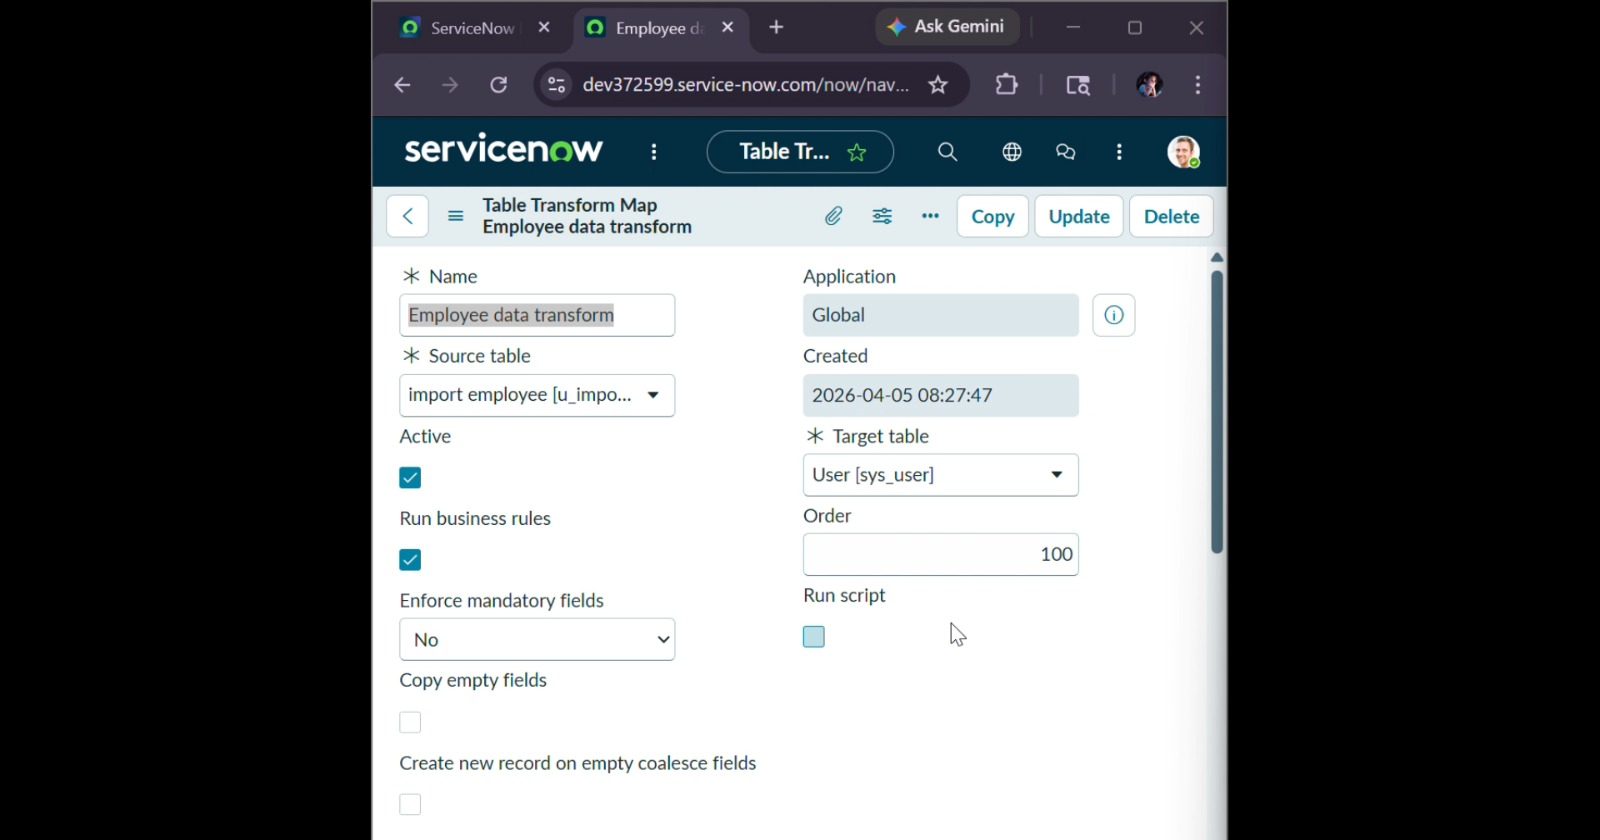 ServiceNow
Employee da
Ask Gemini
dev372599.service-now.com/now/nav...
servicenow
Table Tr...
Table Transform Map
Employee data transform
Copy
Update
Delete
Name
Employee data transform
Source table
import employee [u_impo...
Active
Run business rules
Enforce mandatory fields
No
Copy empty fields
Create new record on empty coalesce fields
Application
Global
Created
2026-04-05 08:27:47
Target table
User [sys_user]
Order
100
Run script